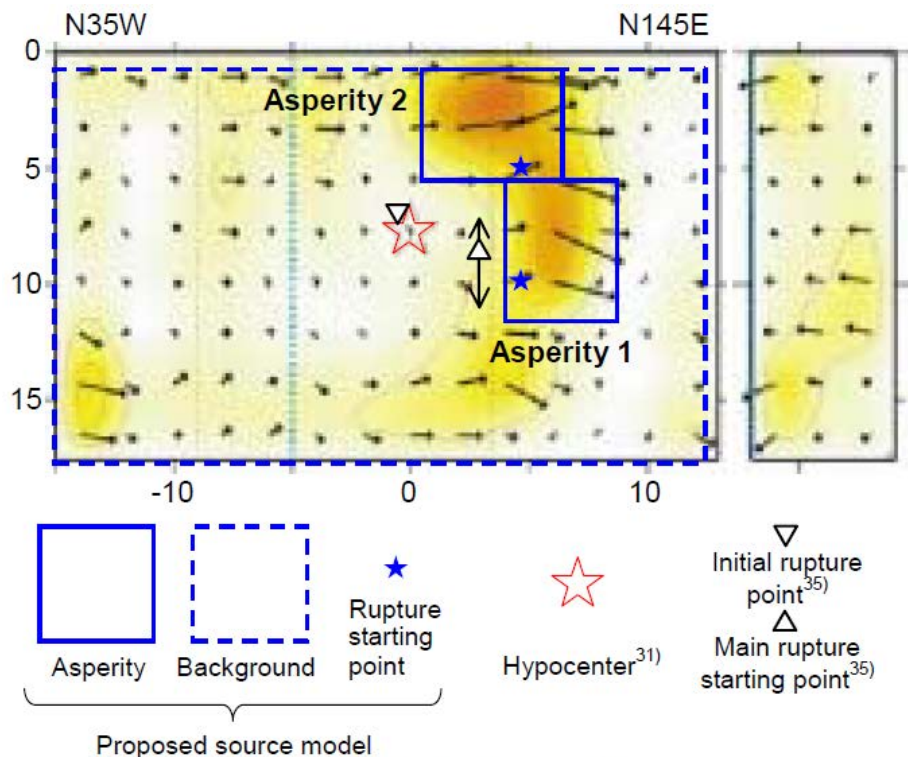 N35W N145E
0
Asperity 2
5
10
Asperity 1
15
-10 0 10
Asperity
Background
Rupture
starting
point
Hypocenter31)
Initial rupture
point35)
Main rupture
starting point35)
Proposed source model